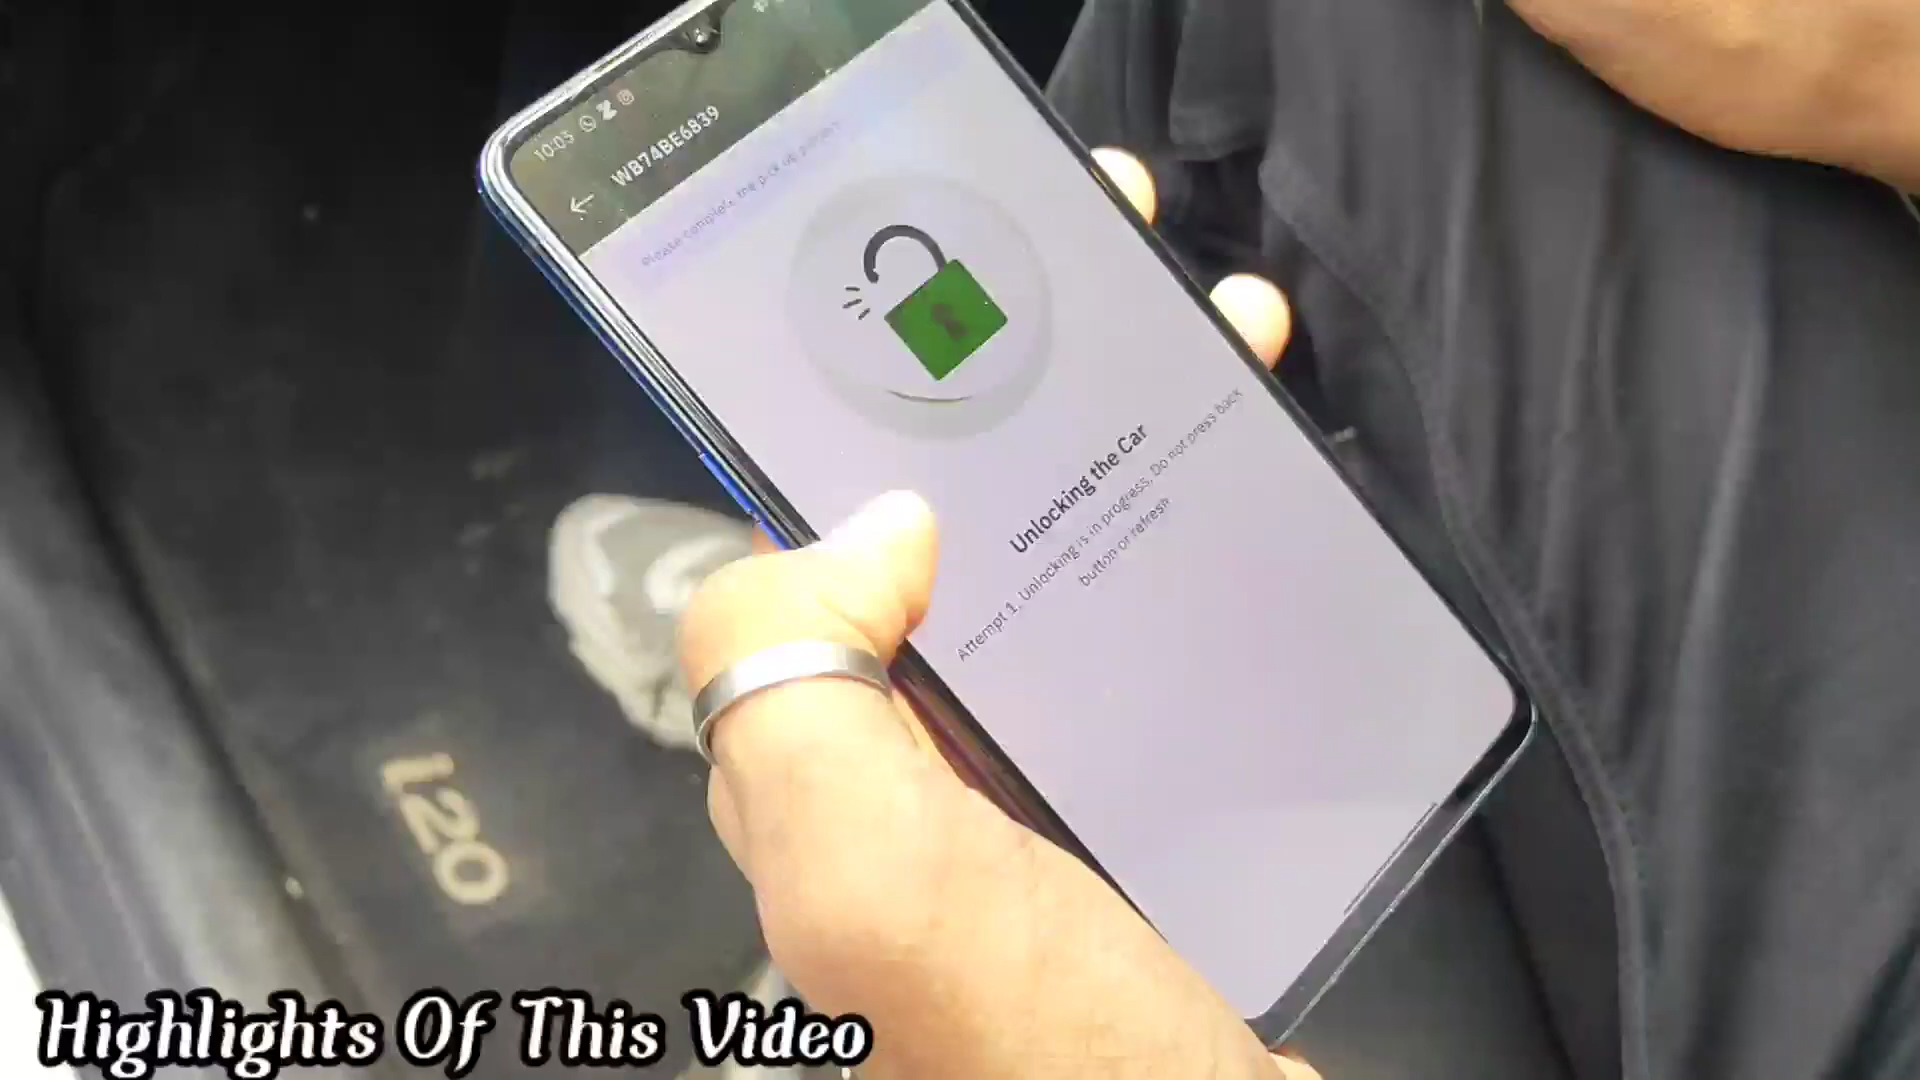 10:03
WB74BE6839
Please complete the pick up process
Unlocking the Car
Attempt 1. Unlocking is in progress. Do not press back
button or refresh
i20
Highlights Of This Video